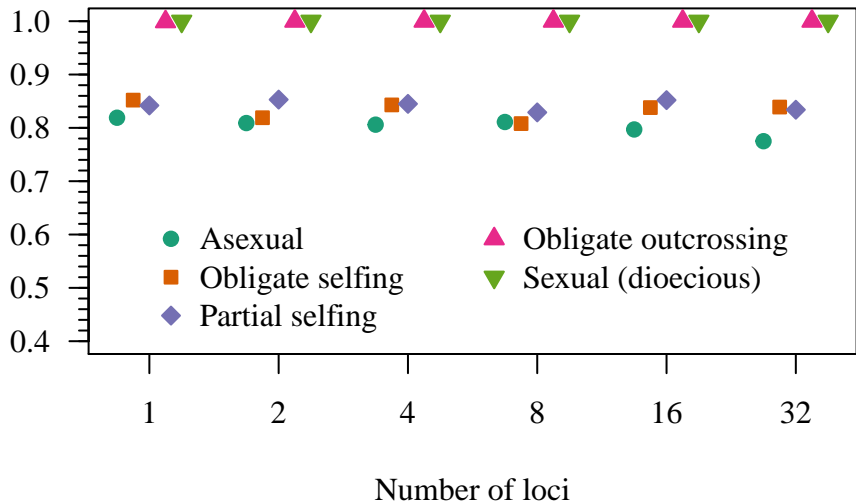 1.0
0.9
0.8
0.7
0.6
0.5
0.4
Asexual
Obligate selfing
Partial selfing
Obligate outcrossing
Sexual (dioecious)
1 2 4 8 16 32
Number of loci